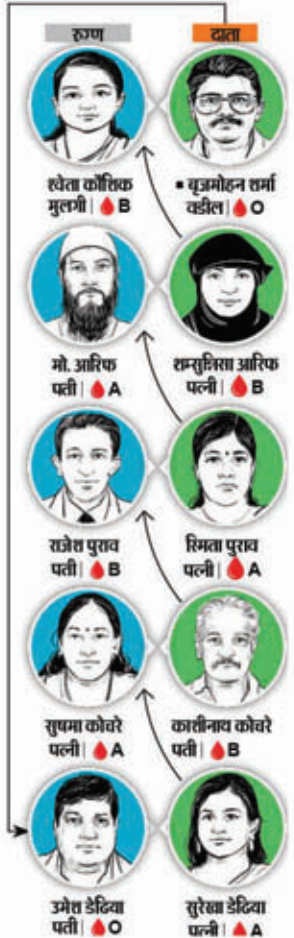 रुग्ण दाता
श्वेता कौशिक
मुलगी | B
▪ बृजमोहन शर्मा
वडील | O
मो. आरिफ
पती | A
शम्सुन्निसा आरिफ
पत्नी | B
राजेश पुराव
पती | B
स्मिता पुराव
पत्नी | A
सुषमा कोचरे
पत्नी | A
काशीनाथ कोचरे
पती | B
उमेश डेढिया
पती | O
सुरेखा डेढिया
पत्नी | A